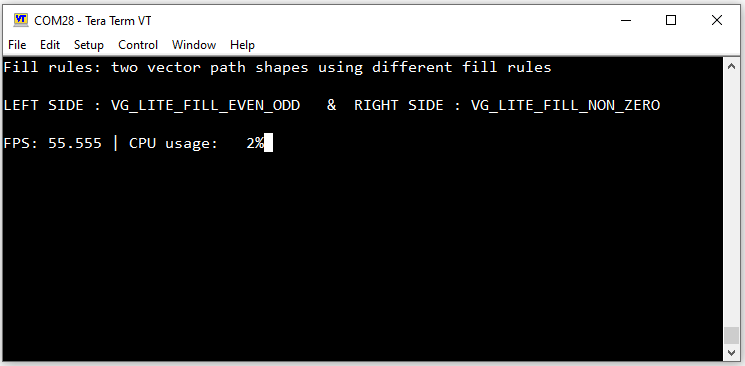 COM28 - Tera Term VT
File Edit Setup Control Window Help
Fill rules: two vector path shapes using different fill rules
LEFT SIDE : VG_LITE_FILL_EVEN_ODD   &  RIGHT SIDE : VG_LITE_FILL_NON_ZERO
FPS: 55.555 | CPU usage:   2%